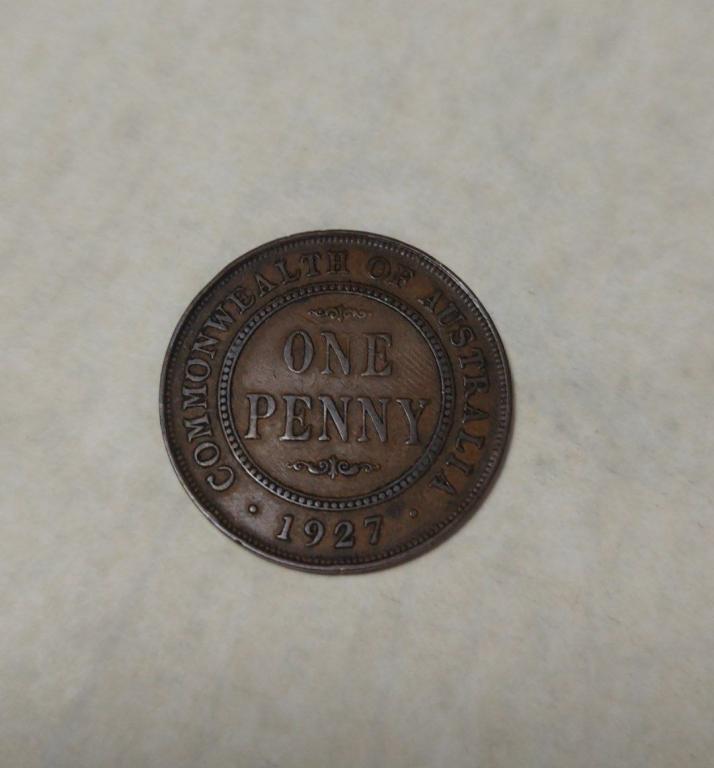 COMMONWEALTH OF AUSTRALIA
ONE
PENNY
· 1927 ·